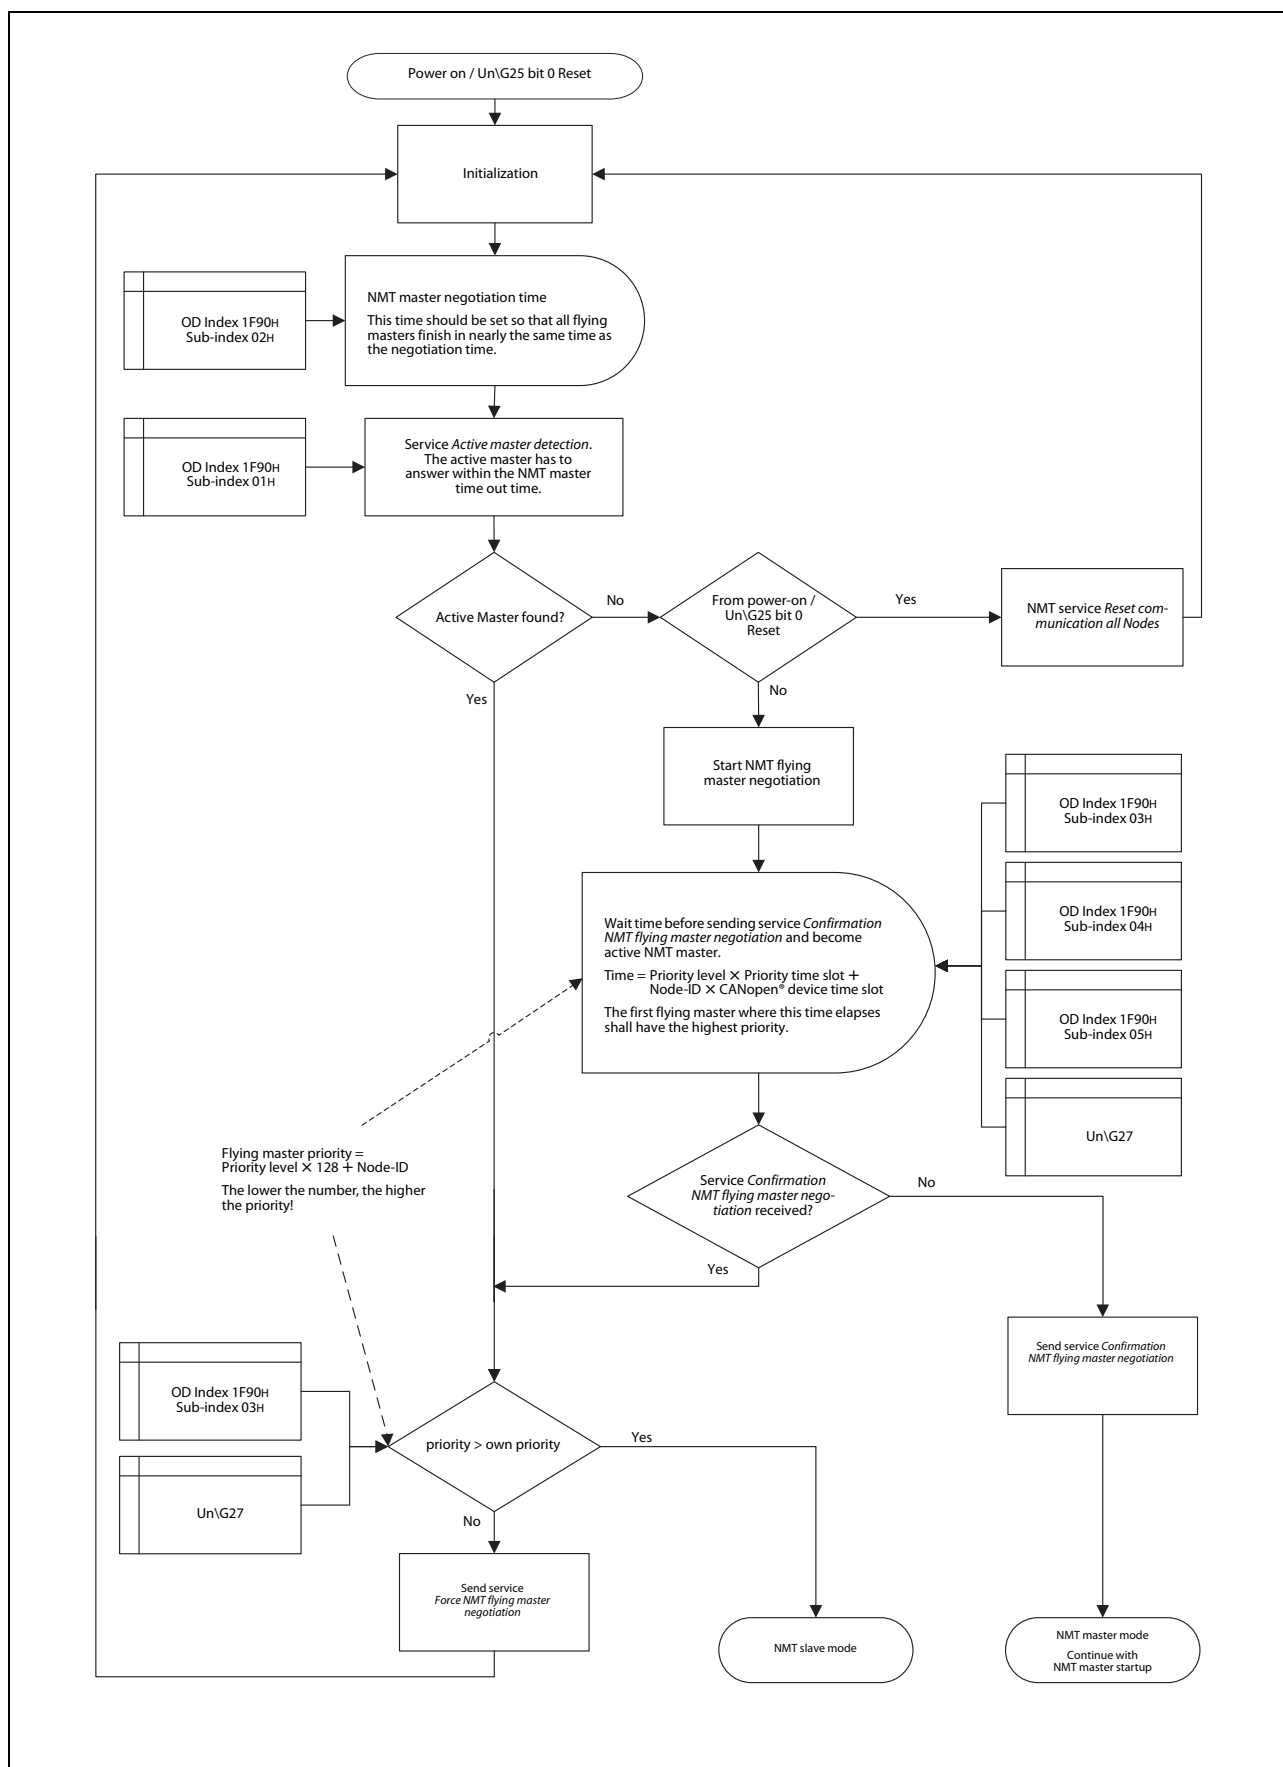 Power on / Un\G25 bit 0 Reset
Initialization
NMT master negotiation time
This time should be set so that all flying
masters finish in nearly the same time as
the negotiation time.
OD Index 1F90H
Sub-index 02H
Service Active master detection.
The active master has to
answer within the NMT master
time out time.
OD Index 1F90H
Sub-index 01H
Active Master found?
No
From power-on /
Un\G25 bit 0
Reset
Yes
NMT service Reset com-
munication all Nodes
Yes
No
Start NMT flying
master negotiation
OD Index 1F90H
Sub-index 03H
OD Index 1F90H
Sub-index 04H
OD Index 1F90H
Sub-index 05H
Un\G27
Wait time before sending service Confirmation
NMT flying master negotiation and become
active NMT master.
Time = Priority level × Priority time slot +
Node-ID × CANopen® device time slot
The first flying master where this time elapses
shall have the highest priority.
Flying master priority =
Priority level × 128 + Node-ID
The lower the number, the higher
the priority!
Service Confirmation
NMT flying master nego-
tiation received?
No
Yes
Send service Confirmation
NMT flying master negotiation
OD Index 1F90H
Sub-index 03H
Un\G27
priority > own priority
Yes
No
Send service
Force NMT flying master
negotiation
NMT slave mode
NMT master mode
Continue with
NMT master startup